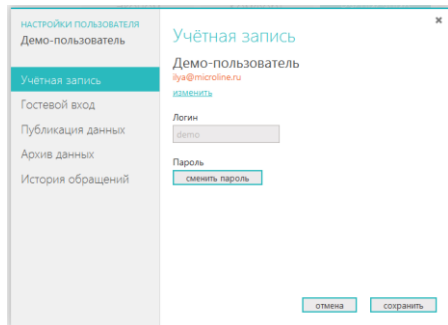 НАСТРОЙКИ ПОЛЬЗОВАТЕЛЯ
Демо-пользователь
Учётная запись
Гостевой вход
Публикация данных
Архив данных
История обращений
Учётная запись
Демо-пользователь
ilya@microline.ru
изменить
Логин
demo
Пароль
сменить пароль
отмена
сохранить